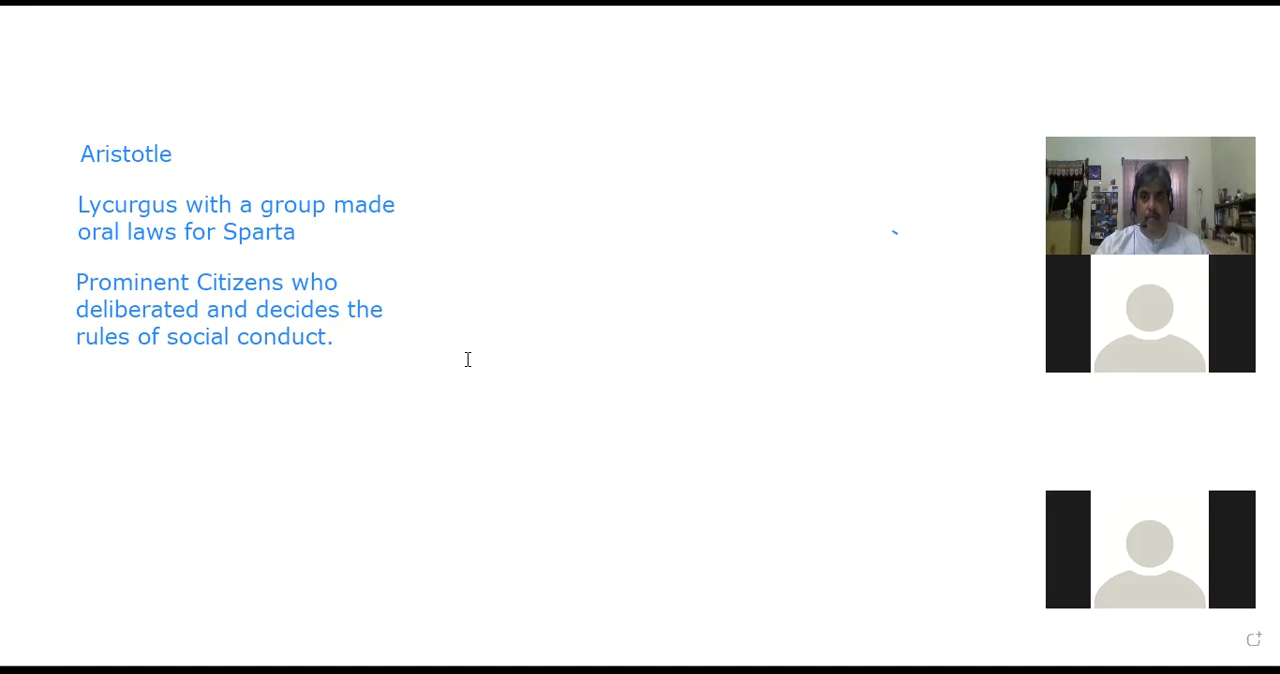 Aristotle
Lycurgus with a group made
oral laws for Sparta
Prominent Citizens who
deliberated and decides the
rules of social conduct.